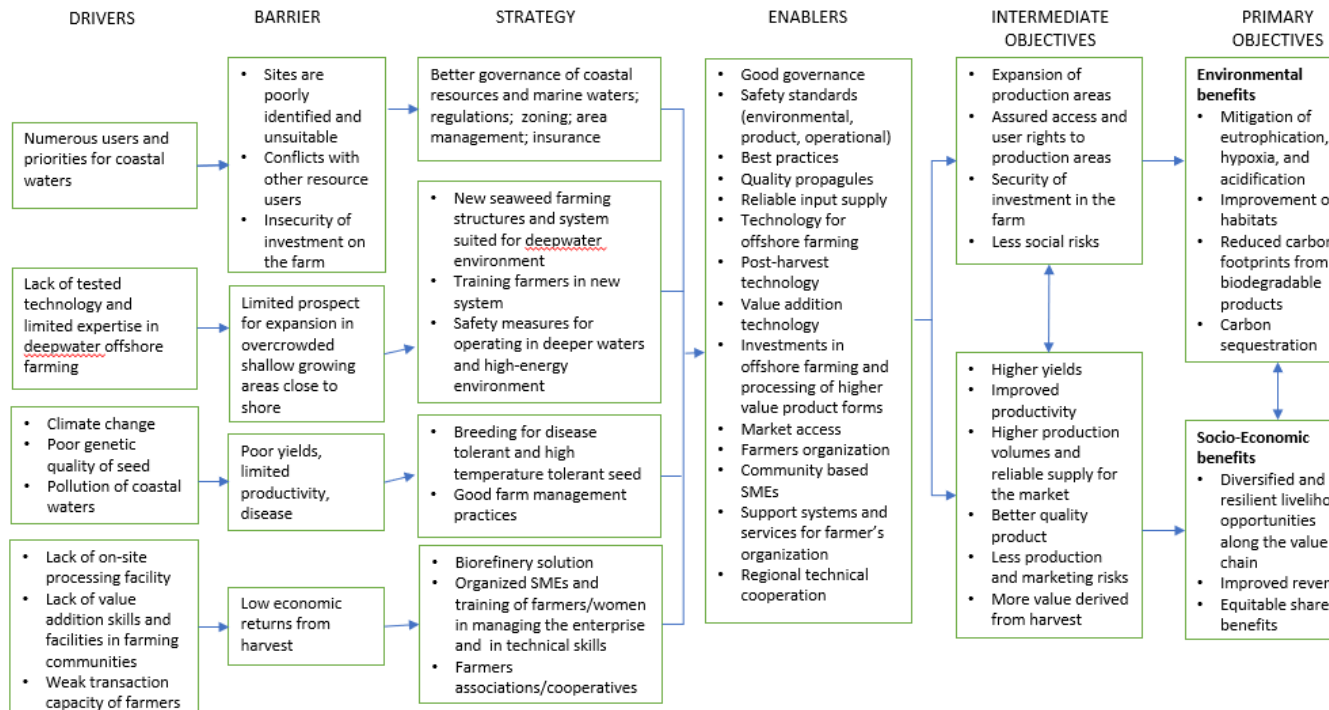 DRIVERS
BARRIER
STRATEGY
ENABLERS
INTERMEDIATE
OBJECTIVES
PRIMARY
OBJECTIVES
Numerous users and
priorities for coastal
waters
Lack of tested
technology and
limited expertise in
deepwater offshore
farming
• Climate change
• Poor genetic
quality of seed
• Pollution of coastal
waters
• Lack of on-site
processing facility
• Lack of value
addition skills and
facilities in farming
communities
• Weak transaction
capacity of farmers
• Sites are
poorly
identified and
unsuitable
• Conflicts with
other resource
users
• Insecurity of
investment on
the farm
Limited prospect
for expansion in
overcrowded
shallow growing
areas close to
shore
Poor yields,
limited
productivity,
disease
Low economic
returns from
harvest
Better governance of coastal
resources and marine waters;
regulations; zoning; area
management; insurance
• New seaweed farming
structures and system
suited for deepwater
environment
• Training farmers in new
system
• Safety measures for
operating in deeper waters
and high-energy
environment
• Breeding for disease
tolerant and high
temperature tolerant seed
• Good farm management
practices
• Biorefinery solution
• Organized SMEs and
training of farmers/women
in managing the enterprise
and in technical skills
• Farmers
associations/cooperatives
• Good governance
• Safety standards
(environmental,
product, operational)
• Best practices
• Quality propagules
• Reliable input supply
• Technology for
offshore farming
• Post-harvest
technology
• Value addition
technology
• Investments in
offshore farming and
processing of higher
value product forms
• Market access
• Farmers organization
• Community based
SMEs
• Support systems and
services for farmer's
organization
• Regional technical
cooperation
• Expansion of
production areas
• Assured access and
user rights to
production areas
• Security of
investment in the
farm
• Less social risks
• Higher yields
• Improved
productivity
• Higher production
volumes and
reliable supply for
the market
• Better quality
product
• Less production
and marketing risks
• More value derived
from harvest
Environmental
benefits
• Mitigation of
eutrophication,
hypoxia, and
acidification
• Improvement
habitats
• Reduced carbon
footprints from
biodegradable
products
• Carbon
sequestration
Socio-Economic
benefits
• Diversified and
resilient
opportunities
along the value
chain
• Improved
• Equitable share
benefits